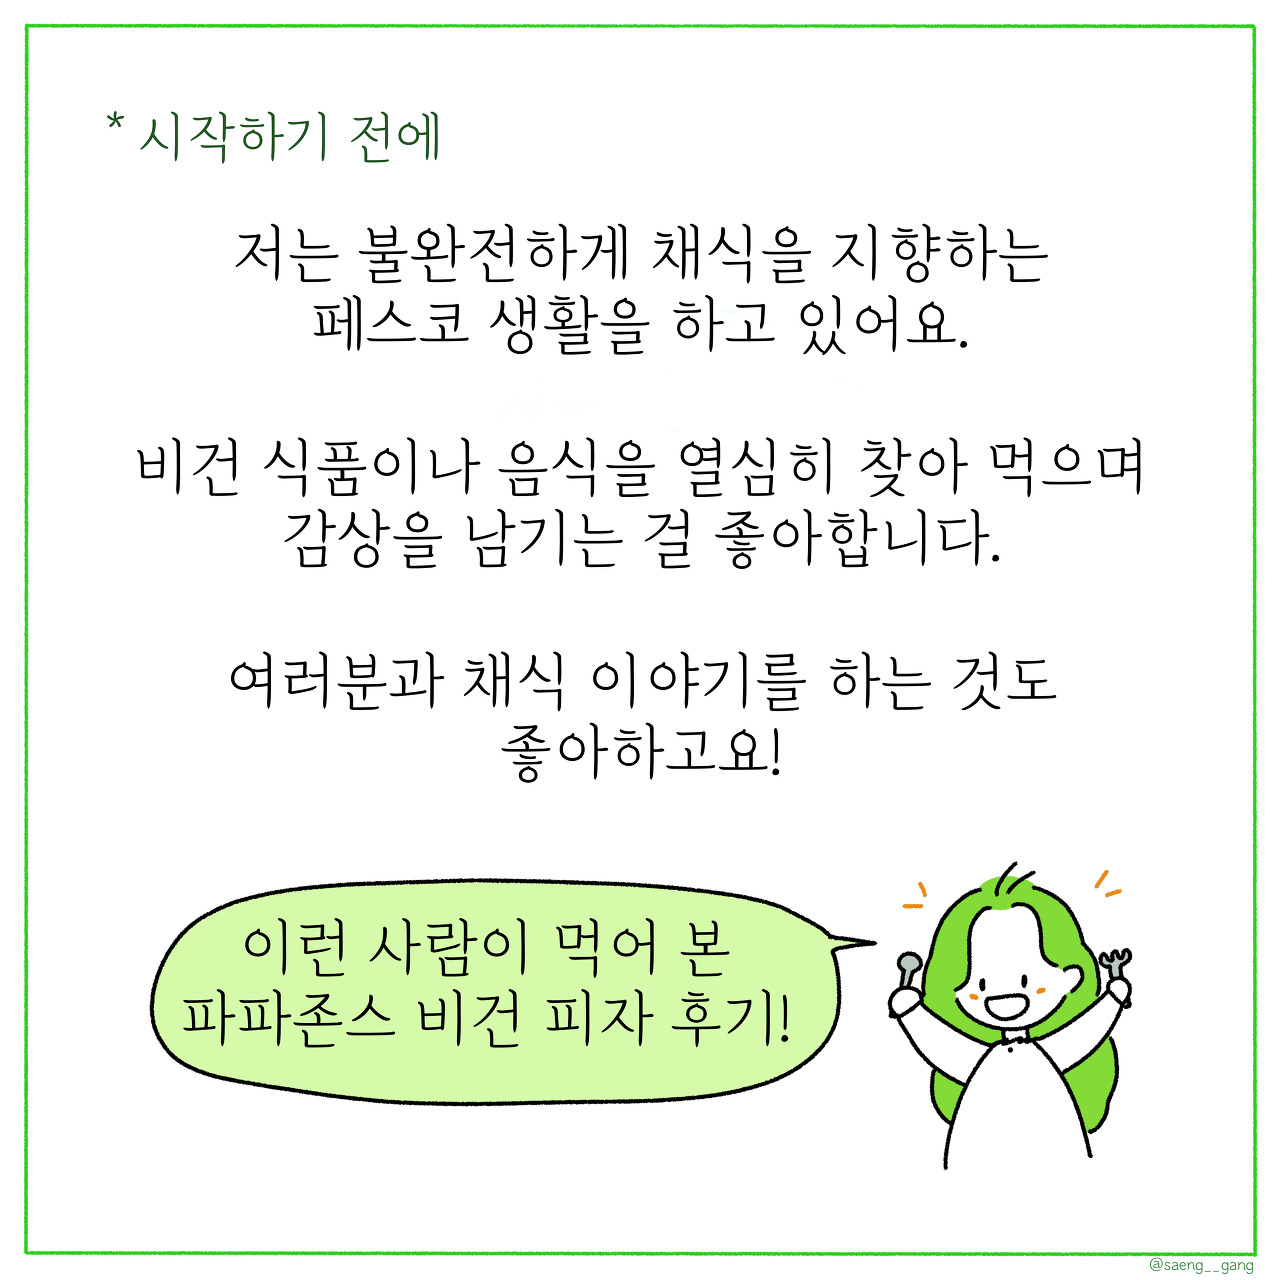 * 시작하기 전에
저는 불완전하게 채식을 지향하는
페스코 생활을 하고 있어요.
비건 식품이나 음식을 열심히 찾아 먹으며
감상을 남기는 걸 좋아합니다.
여러분과 채식 이야기를 하는 것도
좋아하고요!
이런 사람이 먹어 본
파파존스 비건 피자 후기!
@saeng__gang